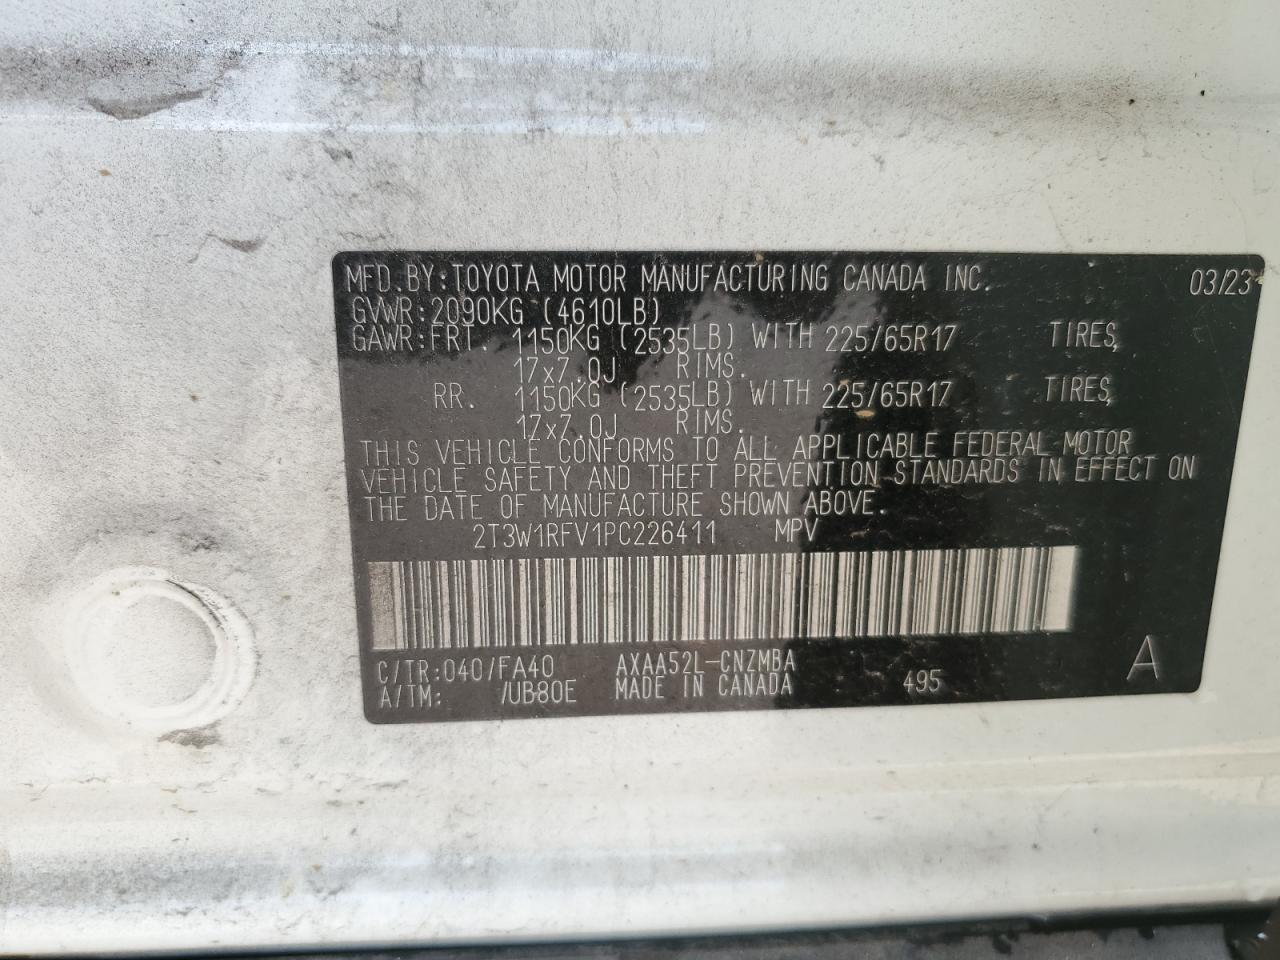 MFD.BY:TOYOTA MOTOR MANUFACTURING CANADA INC. 03/23
GVWR:2090KG (4610LB)
GAWR:FRT. 1150KG (2535LB) WITH 225/65R17 TIRES,
17x7.0J RIMS.
RR. 1150KG (2535LB) WITH 225/65R17 TIRES,
17x7.0J RIMS.
THIS VEHICLE CONFORMS TO ALL APPLICABLE FEDERAL MOTOR
VEHICLE SAFETY AND THEFT PREVENTION STANDARDS IN EFFECT ON
THE DATE OF MANUFACTURE SHOWN ABOVE.
2T3W1RFV1PC226411 MPV
C/TR:040/FA40 AXAA52L-CNZMBA A
A/TM: /UB80E MADE IN CANADA 495